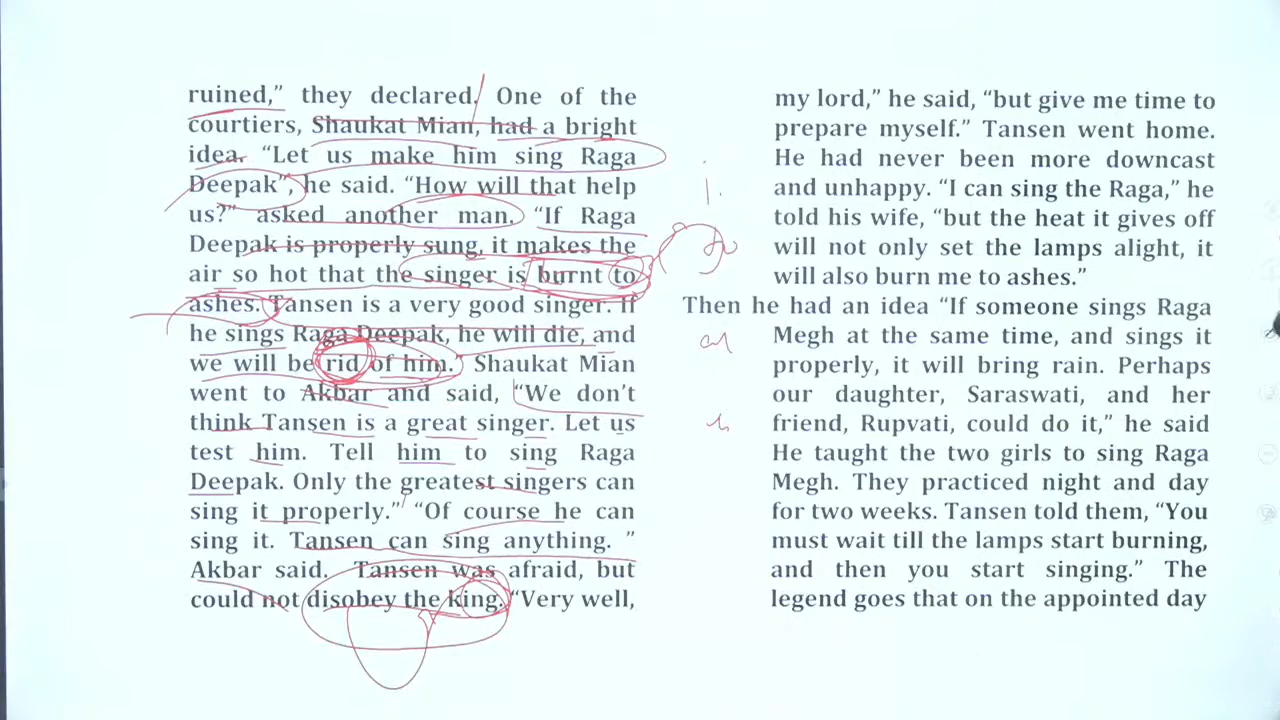 ruined,” they declared. One of the
courtiers, Shaukat Mian, had a bright
idea. “Let us make him sing Raga
Deepak”, he said. “How will that help
us?” asked another man. “If Raga
Deepak is properly sung, it makes the
air so hot that the singer is burnt to
ashes. Tansen is a very good singer. If
he sings Raga Deepak, he will die, and
we will be rid of him.” Shaukat Mian
went to Akbar and said, “We don’t
think Tansen is a great singer. Let us
test him. Tell him to sing Raga
Deepak. Only the greatest singers can
sing it properly.” “Of course he can
sing it. Tansen can sing anything. ”
Akbar said. Tansen was afraid, but
could not disobey the king. “Very well,
my lord,” he said, “but give me time to
prepare myself.” Tansen went home.
He had never been more downcast
and unhappy. “I can sing the Raga,” he
told his wife, “but the heat it gives off
will not only set the lamps alight, it
will also burn me to ashes.”
Then he had an idea “If someone sings Raga
Megh at the same time, and sings it
properly, it will bring rain. Perhaps
our daughter, Saraswati, and her
friend, Rupvati, could do it,” he said
He taught the two girls to sing Raga
Megh. They practiced night and day
for two weeks. Tansen told them, “You
must wait till the lamps start burning,
and then you start singing.” The
legend goes that on the appointed day